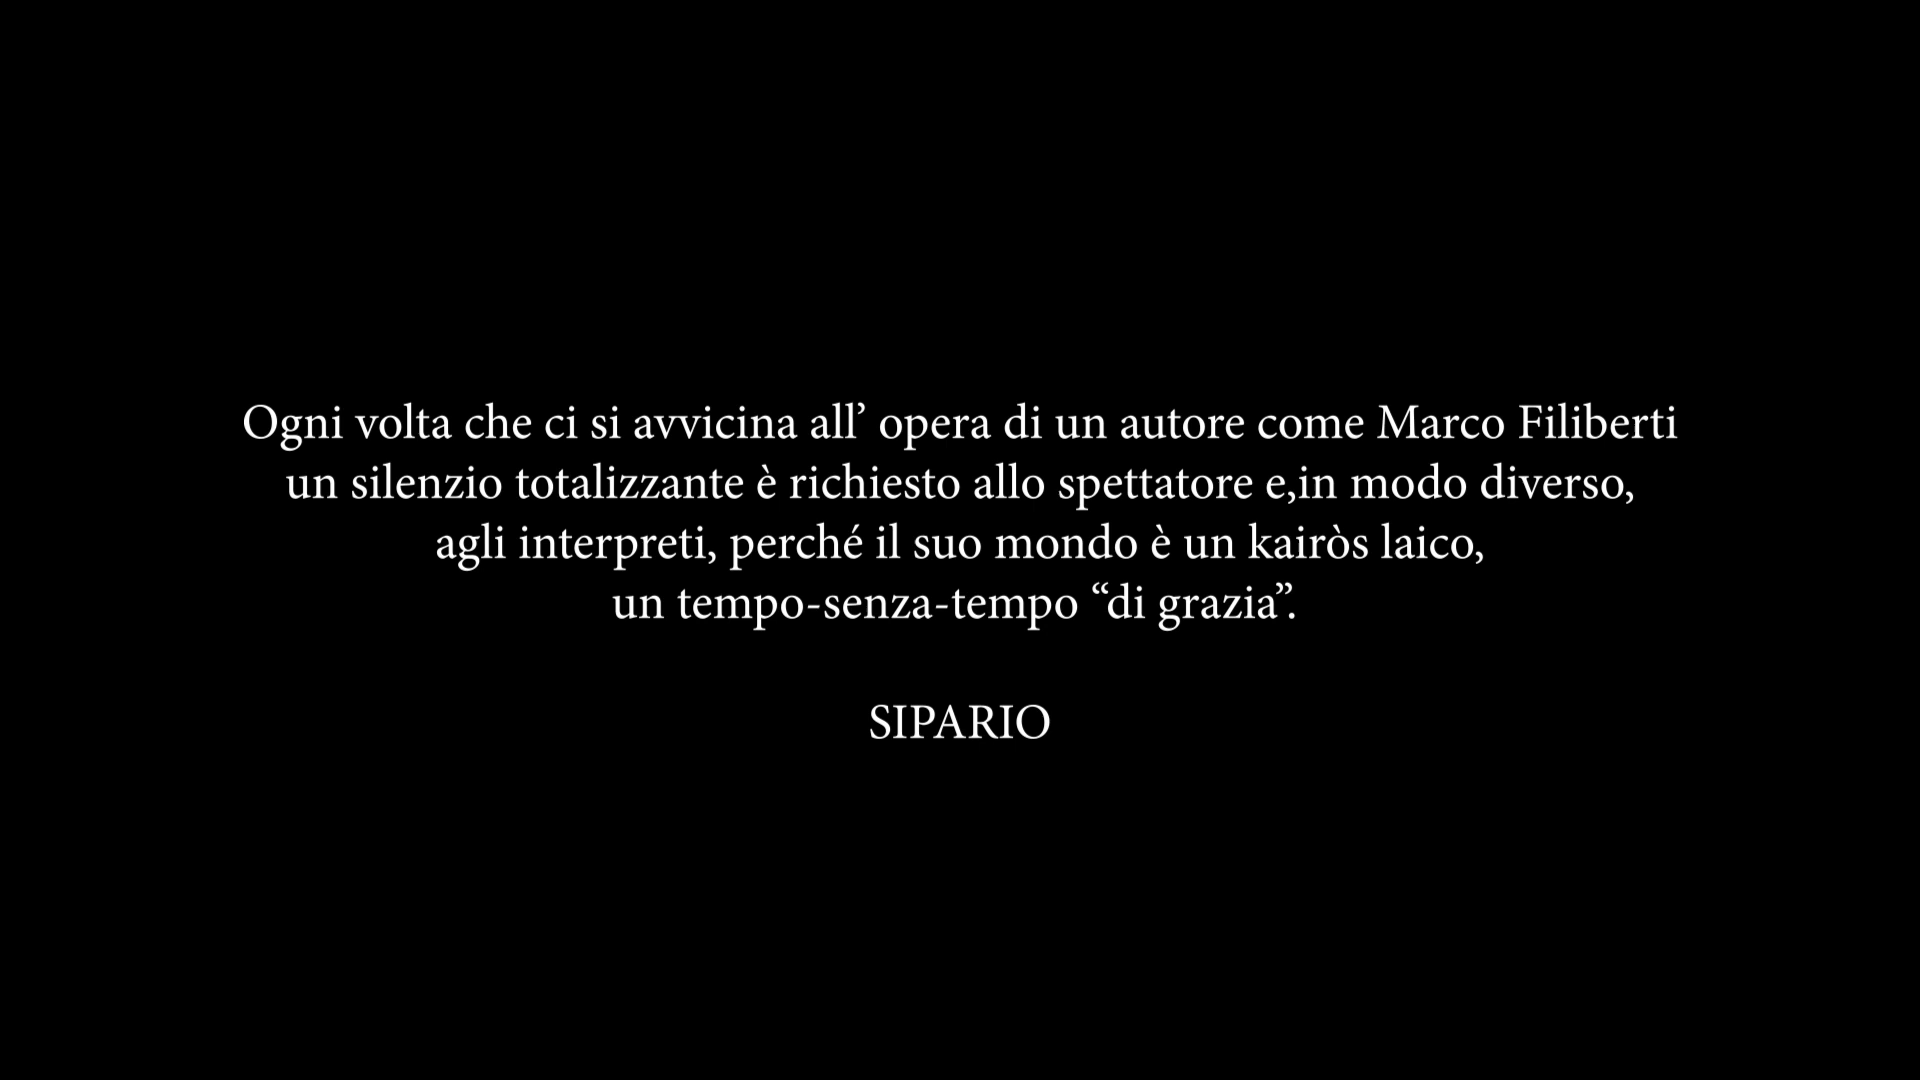 Ogni volta che ci si avvicina all’ opera di un autore come Marco Filiberti
un silenzio totalizzante è richiesto allo spettatore e,in modo diverso,
agli interpreti, perché il suo mondo è un kairòs laico,
un tempo-senza-tempo “di grazia”.
SIPARIO